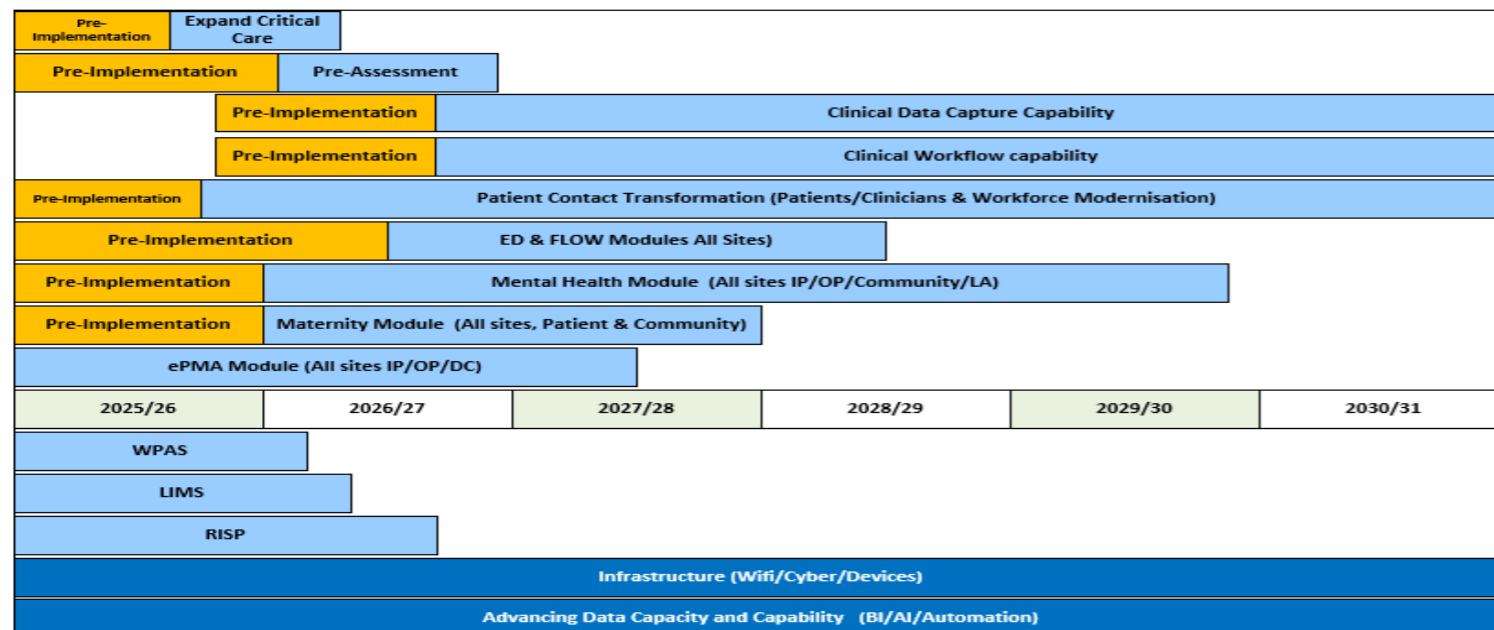 Pre-
Implementation
Expand Critical
Care
Pre-Implementation
Pre-Assessment
Pre-Implementation
Clinical Data Capture Capability
Pre-Implementation
Clinical Workflow capability
Pre-Implementation
Patient Contact Transformation (Patients/Clinicians & Workforce Modernisation)
Pre-Implementation
ED & FLOW Modules All Sites)
Pre-Implementation
Mental Health Module (All sites IP/OP/Community/LA)
Pre-Implementation
Maternity Module (All sites, Patient & Community)
ePMA Module (All sites IP/OP/DC)
2025/26
2026/27
2027/28
2028/29
2029/30
2030/31
WPAS
LIMS
RISP
Infrastructure (Wifi/Cyber/Devices)
Advancing Data Capacity and Capability (BI/AI/Automation)